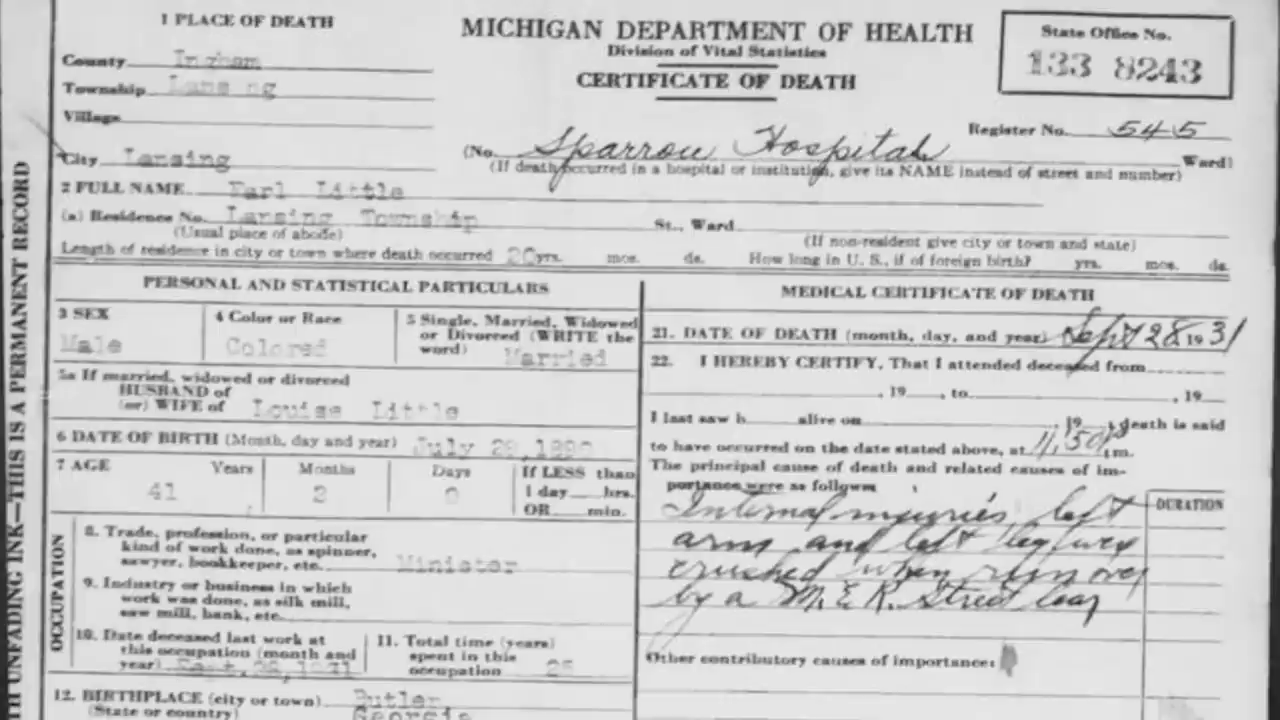 1 PLACE OF DEATH
MICHIGAN DEPARTMENT OF HEALTH
Division of Vital Statistics
CERTIFICATE OF DEATH
State Office No.
133 8243
County Ingham
Township Lansing
Village
City Lansing
Register No. 545
(No. Sparrow Hospital Ward)
(If death occurred in a hospital or institution, give its NAME instead of street and number)
2 FULL NAME Earl Little
(a) Residence No. Lansing Township St., Ward
(Usual place of abode)
(If non-resident give city or town and state)
Length of residence in city or town where death occurred 20 yrs. mos. ds. How long in U. S., if of foreign birth? yrs. mos. ds.
PERSONAL AND STATISTICAL PARTICULARS
3 SEX
Male
4 Color or Race
Colored
5 Single, Married, Widowed
or Divorced (WRITE the
word) Married
5a If married, widowed or divorced
HUSBAND of
(or) WIFE of Louise Little
6 DATE OF BIRTH (Month, day and year) July 29,1890
7 AGE Years Months Days
41 2 0
If LESS than
1 day hrs.
OR min.
OCCUPATION
8. Trade, profession, or particular
kind of work done, as spinner,
sawyer, bookkeeper, etc. Minister
9. Industry or business in which
work was done, as silk mill,
saw mill, bank, etc.
10. Date deceased last work at
this occupation (month and
year) Sept. 28, 1931
11. Total time (years)
spent in this
occupation 25
12. BIRTHPLACE (city or town) Butler
(State or country) Georgia
MEDICAL CERTIFICATE OF DEATH
21. DATE OF DEATH (month, day, and year) Sept 28 1931
22. I HEREBY CERTIFY, That I attended deceased from
, 19 , to , 19
I last saw h alive on 19 , death is said
to have occurred on the date stated above, at 11,50 P m.
The principal cause of death and related causes of im-
portance were as follows
DURATION
Internal injuries, left
arm and left leg
crushed when run over
by a M. E. R. Street Car
Other contributory causes of importance:
TH UNFADING INK—THIS IS A PERMANENT RECORD